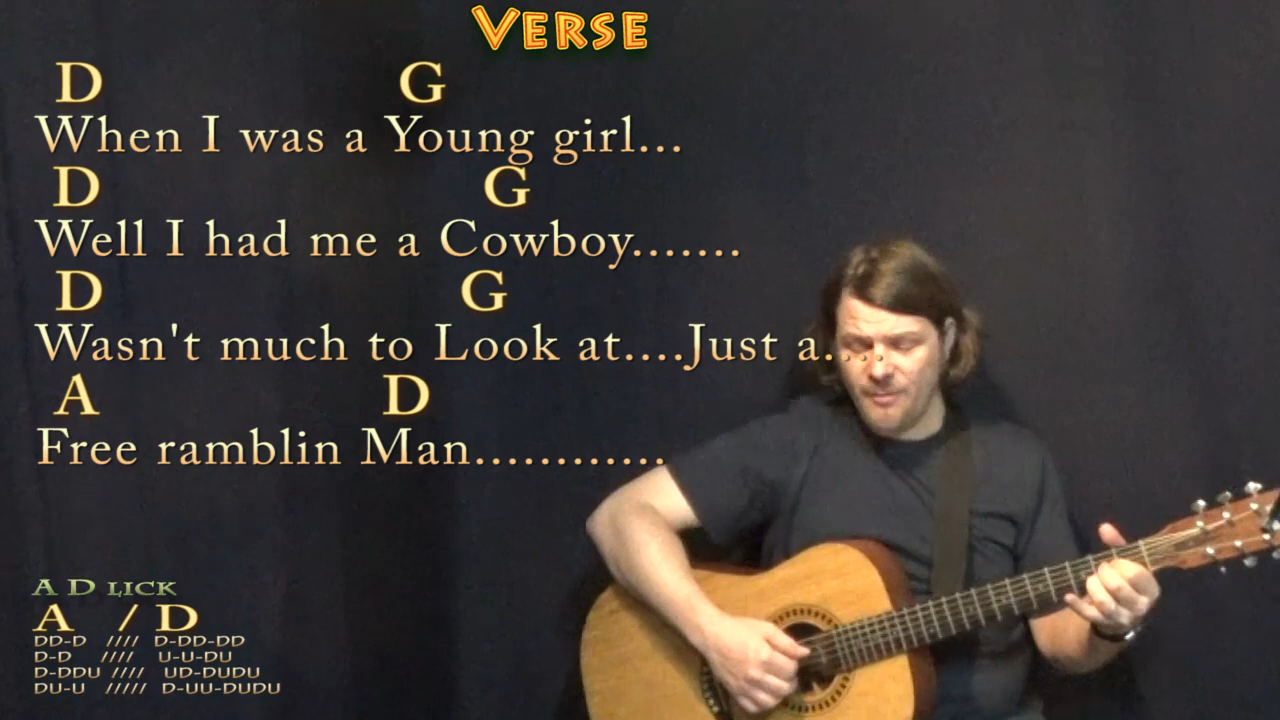 VERSE
D G
When I was a Young girl...
D G
Well I had me a Cowboy.......
D G
Wasn't much to Look at....Just a....
A D
Free ramblin Man............
A D LICK
A / D
DD-D //// D-DD-DD
D-D //// U-U-DU
D-DDU //// UD-DUDU
DU-U ///// D-UU-DUDU